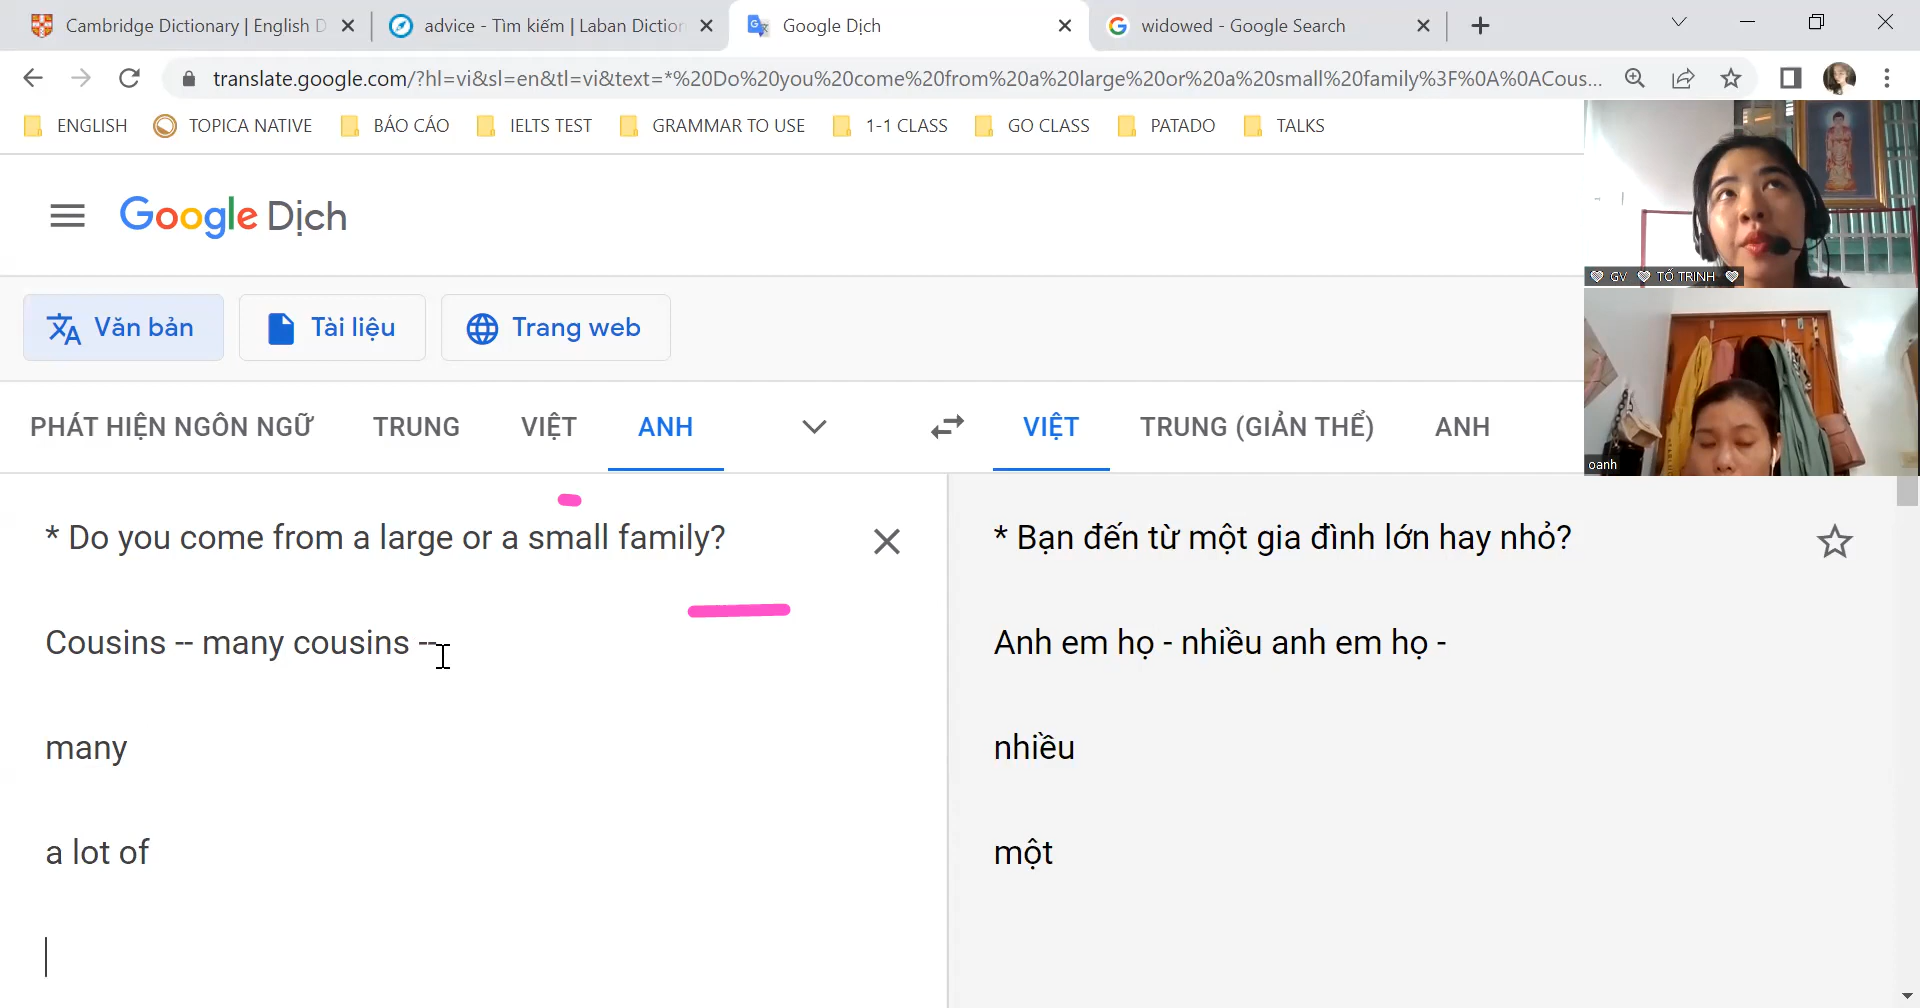 Cambridge Dictionary | English D
advice - Tìm kiếm | Laban Diction
Google Dịch
widowed - Google Search
translate.google.com/?hl=vi&sl=en&tl=vi&text=*%20Do%20you%20come%20from%20a%20large%20or%20a%20small%20family%3F%0A%0ACous...
ENGLISH
TOPICA NATIVE
BÁO CÁO
IELTS TEST
GRAMMAR TO USE
1-1 CLASS
GO CLASS
PATADO
TALKS
Google Dịch
GV TỐ TRINH
Văn bản
Tài liệu
Trang web
PHÁT HIỆN NGÔN NGỮ
TRUNG
VIỆT
ANH
VIỆT
TRUNG (GIẢN THỂ)
ANH
oanh
* Do you come from a large or a small family?
Cousins -- many cousins --
many
a lot of
* Bạn đến từ một gia đình lớn hay nhỏ?
Anh em họ - nhiều anh em họ -
nhiều
một